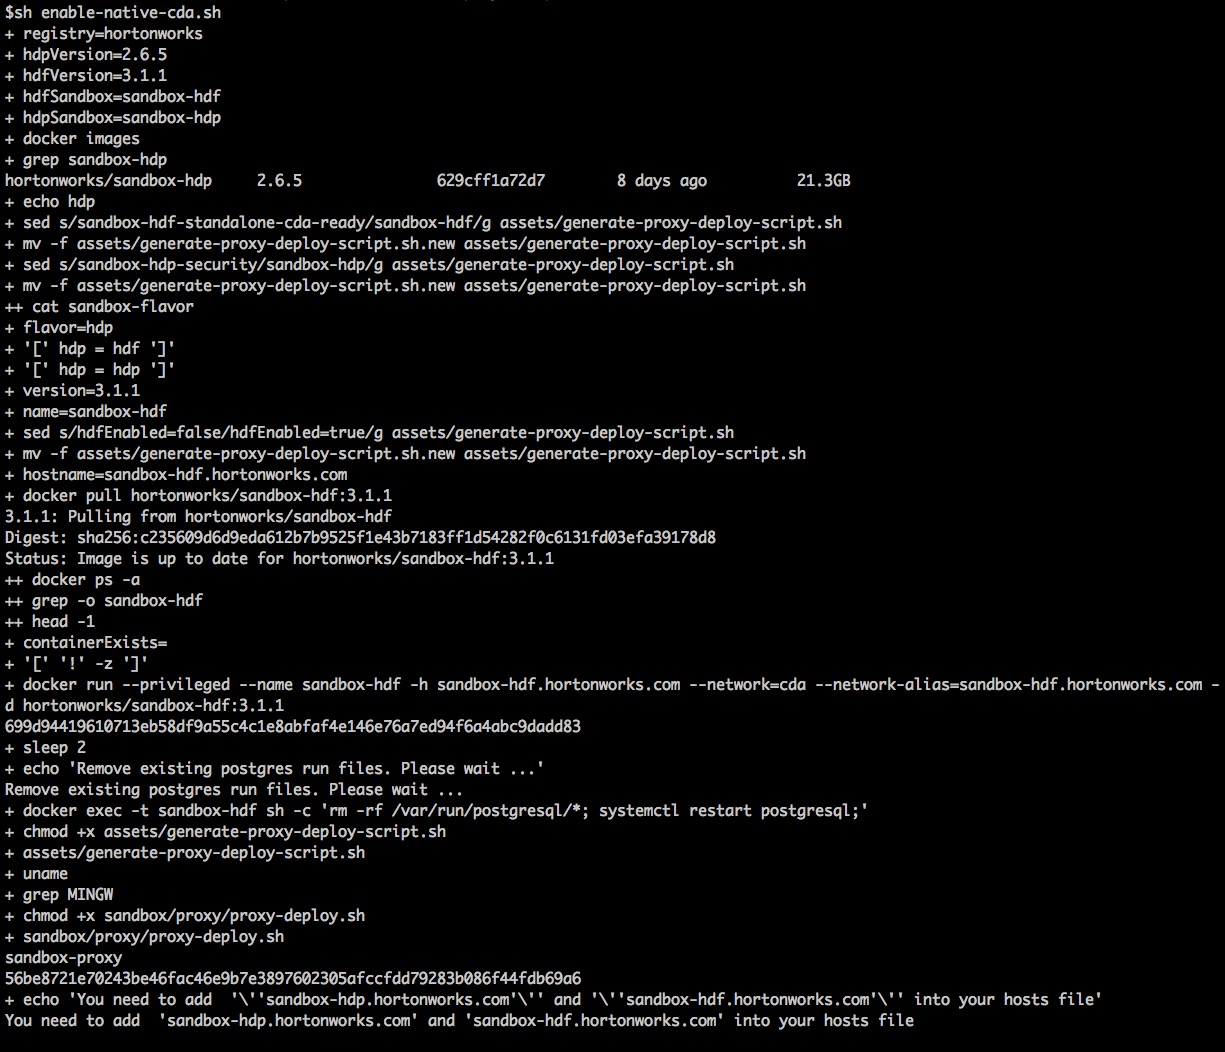 $sh enable-native-cda.sh
+ registry=hortonworks
+ hdpVersion=2.6.5
+ hdfVersion=3.1.1
+ hdfSandbox=sandbox-hdf
+ hdpSandbox=sandbox-hdp
+ docker images
+ grep sandbox-hdp
hortonworks/sandbox-hdp     2.6.5               629cff1a72d7        8 days ago          21.3GB
+ echo hdp
+ sed s/sandbox-hdf-standalone-cda-ready/sandbox-hdf/g assets/generate-proxy-deploy-script.sh
+ mv -f assets/generate-proxy-deploy-script.sh.new assets/generate-proxy-deploy-script.sh
+ sed s/sandbox-hdp-security/sandbox-hdp/g assets/generate-proxy-deploy-script.sh
+ mv -f assets/generate-proxy-deploy-script.sh.new assets/generate-proxy-deploy-script.sh
++ cat sandbox-flavor
+ flavor=hdp
+ '[' hdp = hdf ']'
+ '[' hdp = hdp ']'
+ version=3.1.1
+ name=sandbox-hdf
+ sed s/hdfEnabled=false/hdfEnabled=true/g assets/generate-proxy-deploy-script.sh
+ mv -f assets/generate-proxy-deploy-script.sh.new assets/generate-proxy-deploy-script.sh
+ hostname=sandbox-hdf.hortonworks.com
+ docker pull hortonworks/sandbox-hdf:3.1.1
3.1.1: Pulling from hortonworks/sandbox-hdf
Digest: sha256:c235609d6d9eda612b7b9525f1e43b7183ff1d54282f0c6131fd03efa39178d8
Status: Image is up to date for hortonworks/sandbox-hdf:3.1.1
++ docker ps -a
++ grep -o sandbox-hdf
++ head -1
+ containerExists=
+ '[' '!' -z ']'
+ docker run --privileged --name sandbox-hdf -h sandbox-hdf.hortonworks.com --network=cda --network-alias=sandbox-hdf.hortonworks.com -
d hortonworks/sandbox-hdf:3.1.1
699d94419610713eb58df9a55c4c1e8abfaf4e146e76a7ed94f6a4abc9dadd83
+ sleep 2
+ echo 'Remove existing postgres run files. Please wait ...'
Remove existing postgres run files. Please wait ...
+ docker exec -t sandbox-hdf sh -c 'rm -rf /var/run/postgresql/*; systemctl restart postgresql;'
+ chmod +x assets/generate-proxy-deploy-script.sh
+ assets/generate-proxy-deploy-script.sh
+ uname
+ grep MINGW
+ chmod +x sandbox/proxy/proxy-deploy.sh
+ sandbox/proxy/proxy-deploy.sh
sandbox-proxy
56be8721e70243be46fac46e9b7e3897602305afccfdd79283b086f44fdb69a6
+ echo 'You need to add  '\''sandbox-hdp.hortonworks.com'\'' and '\''sandbox-hdf.hortonworks.com'\'' into your hosts file'
You need to add  'sandbox-hdp.hortonworks.com' and 'sandbox-hdf.hortonworks.com' into your hosts file